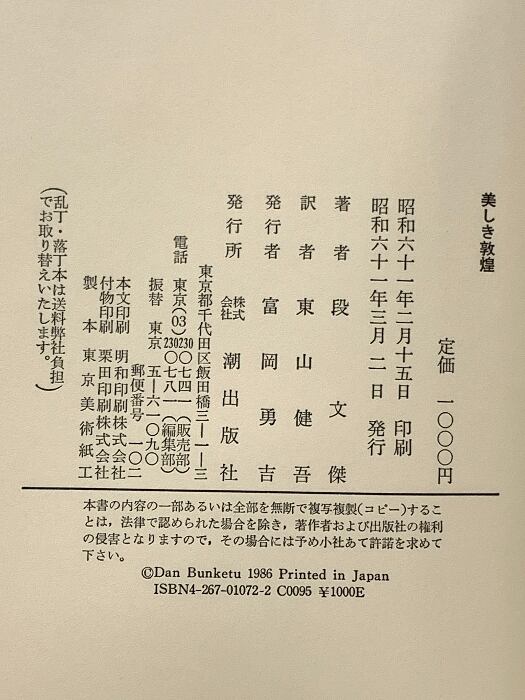 美しき敦煌
定価 一〇〇〇円
昭和六十一年二月十五日 印刷
昭和六十一年三月二日 発行
著者 段文傑
訳者 東山健吾
発行者 富岡勇吉
発行所 株式会社 潮出版社
東京都千代田区飯田橋三―一―三
電話 東京(03)230〇七四一(販売部)
230〇七八一(編集部)
振替 東京 五―六一〇九〇
郵便番号 一〇二
本文印刷 明和印刷株式会社
付物印刷 栗田印刷株式会社
製本 東京美術紙工
(乱丁・落丁本は送料弊社負担
でお取り替えいたします。)
本書の内容の一部あるいは全部を無断で複写複製(コピー)するこ
とは,法律で認められた場合を除き,著作者および出版社の権利
の侵害となりますので,その場合には予め小社あて許諾を求めて
下さい。
©Dan Bunketu 1986 Printed in Japan
ISBN4-267-01072-2 C0095 ¥1000E